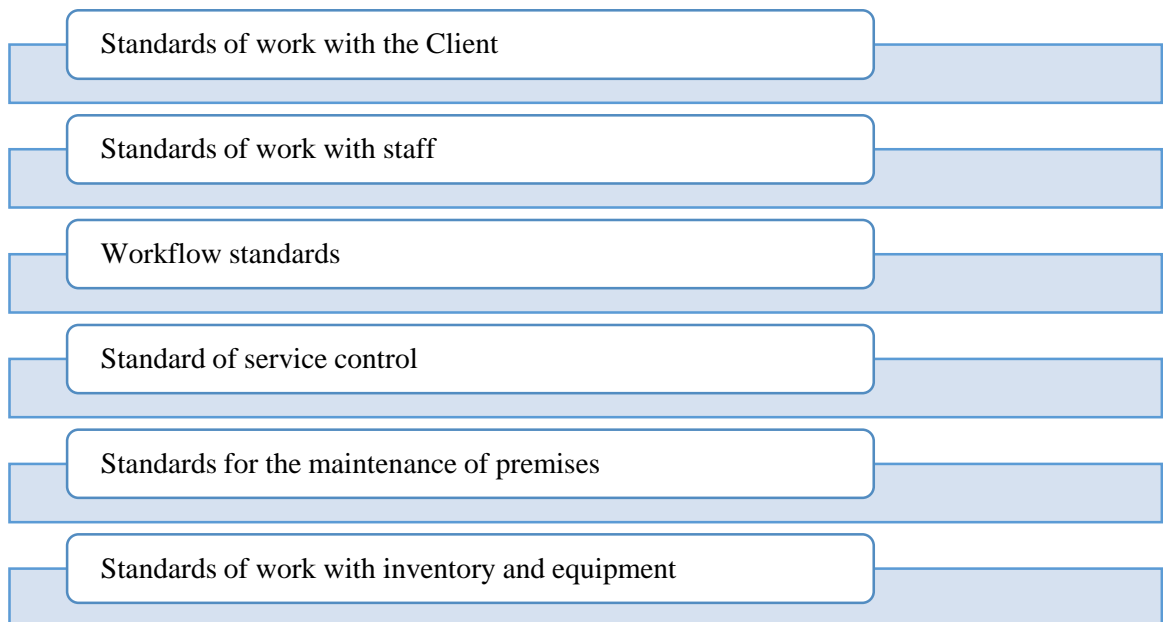 Standards of work with the Client
Standards of work with staff
Workflow standards
Standard of service control
Standards for the maintenance of premises
Standards of work with inventory and equipment